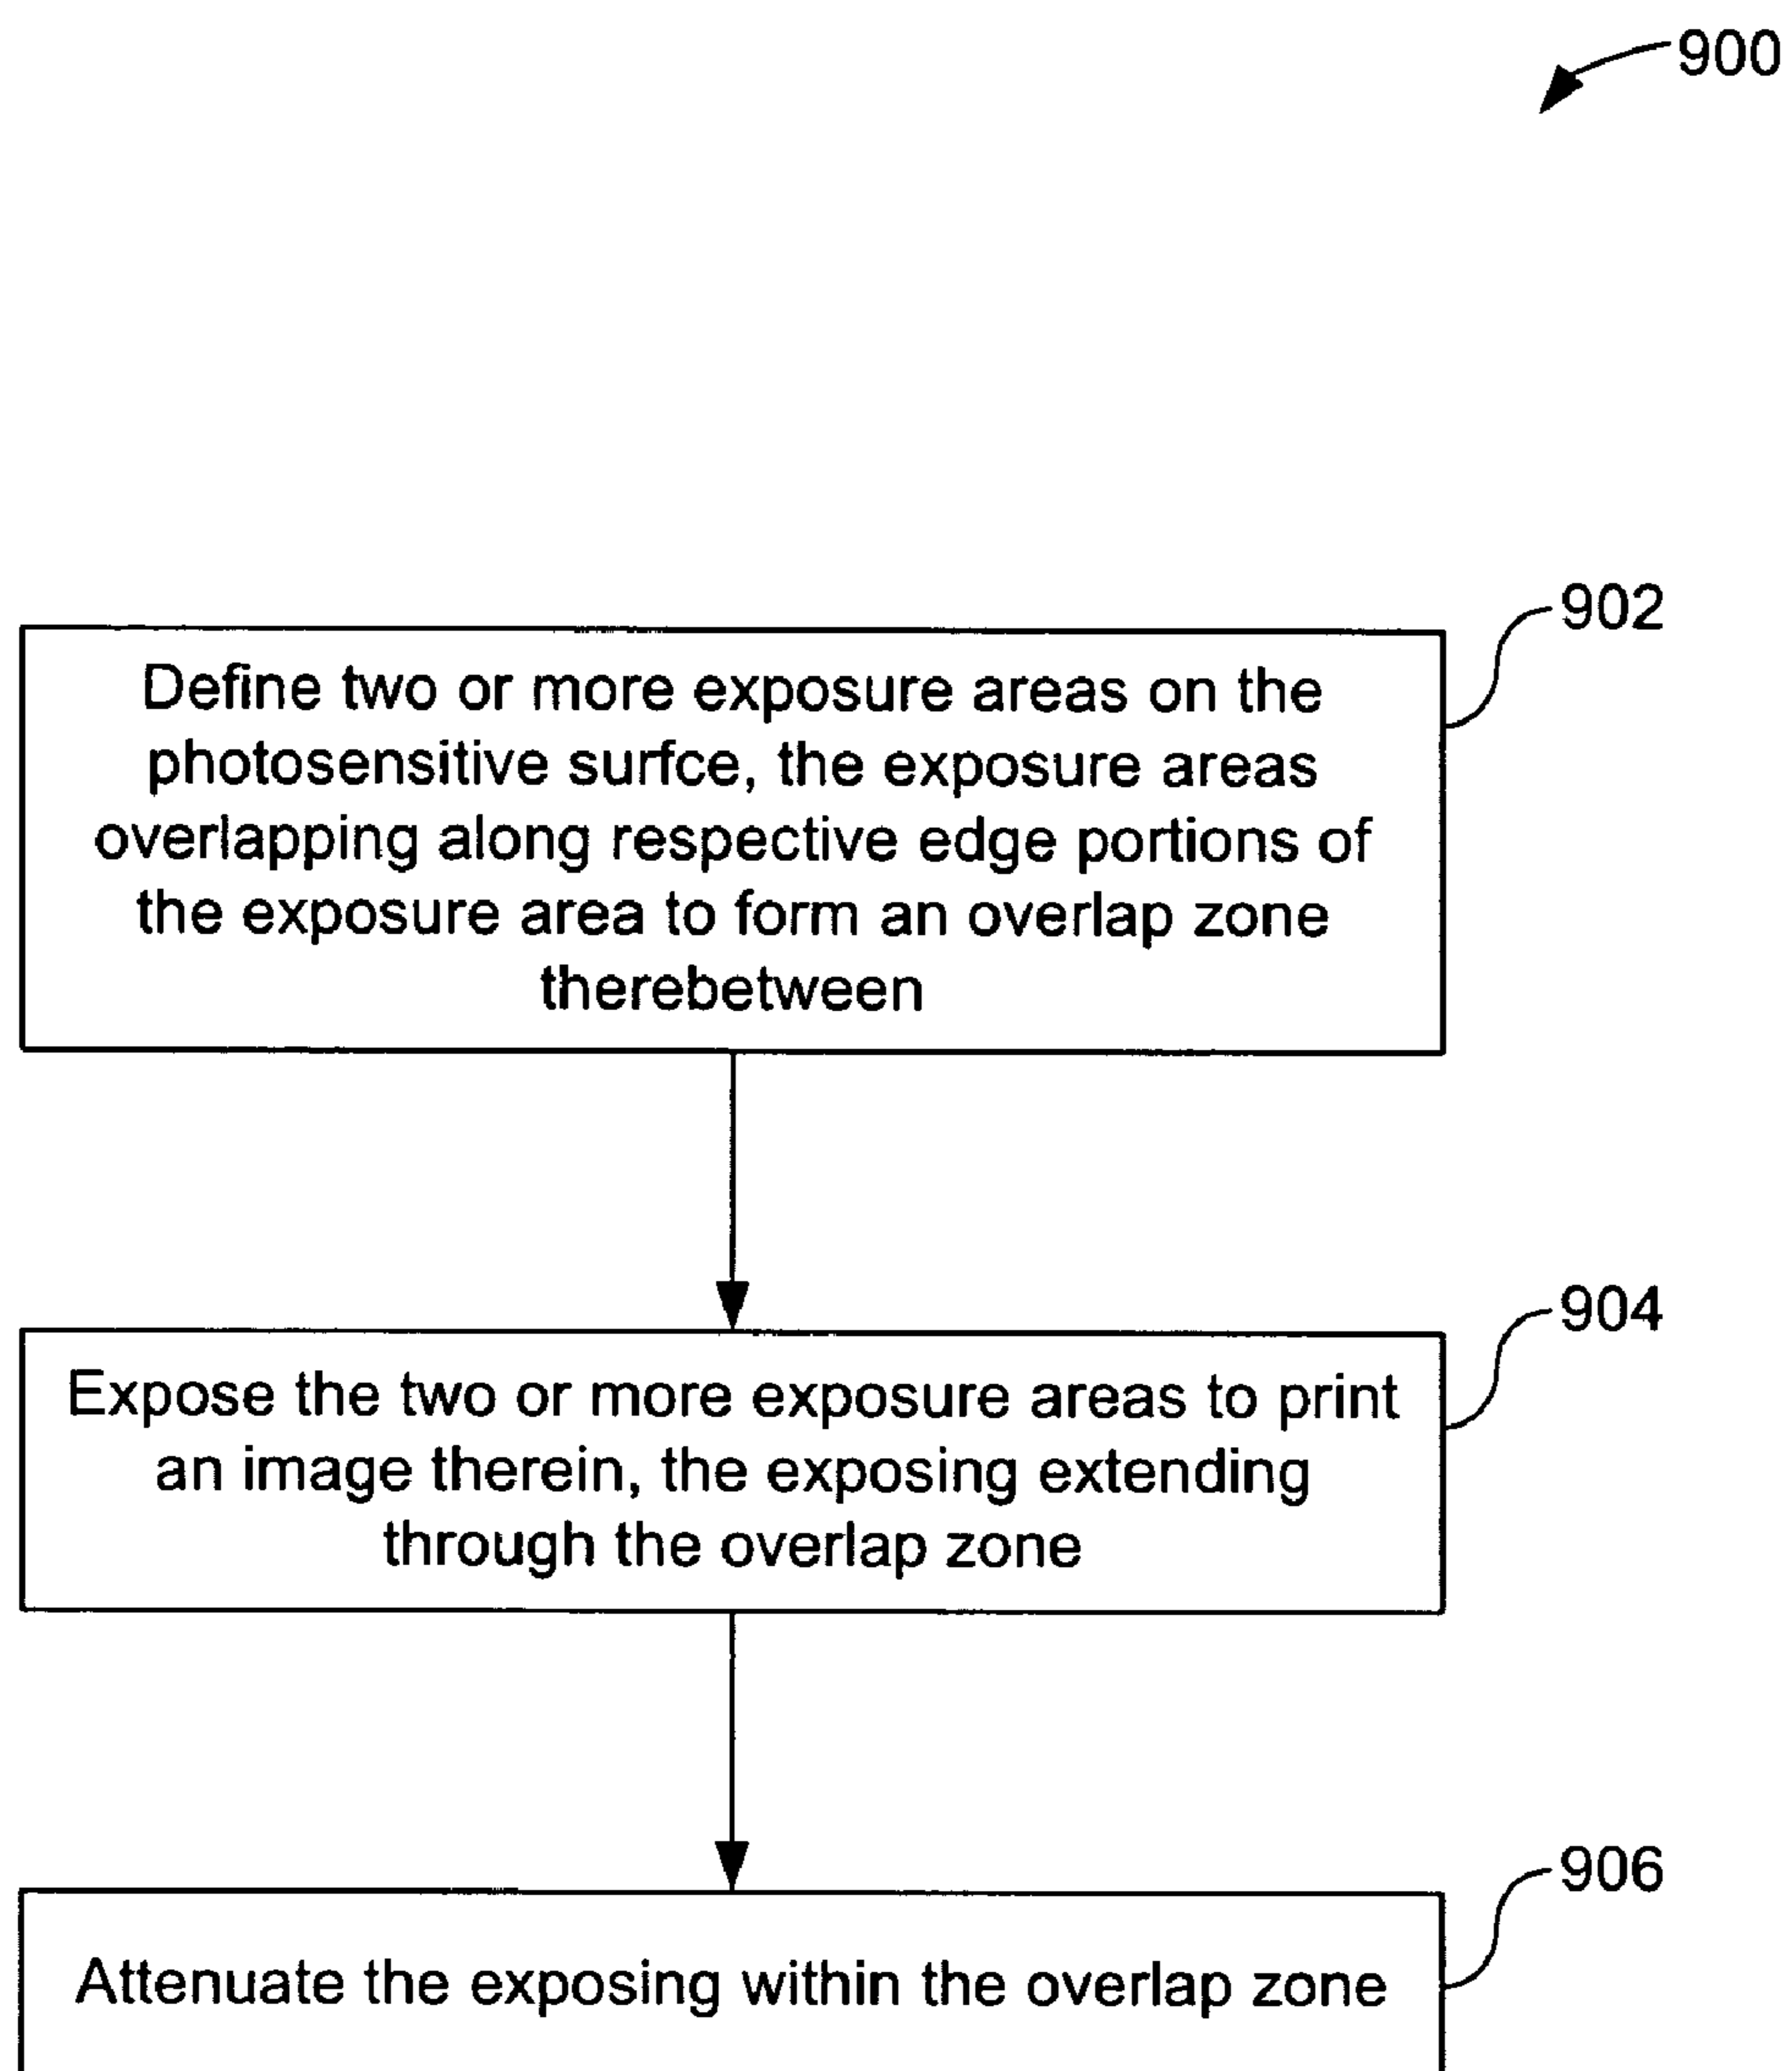 900
902
Define two or more exposure areas on the
photosensitive surfce, the exposure areas
overlapping along respective edge portions of
the exposure area to form an overlap zone
therebetween
904
Expose the two or more exposure areas to print
an image therein, the exposing extending
through the overlap zone
906
Attenuate the exposing within the overlap zone